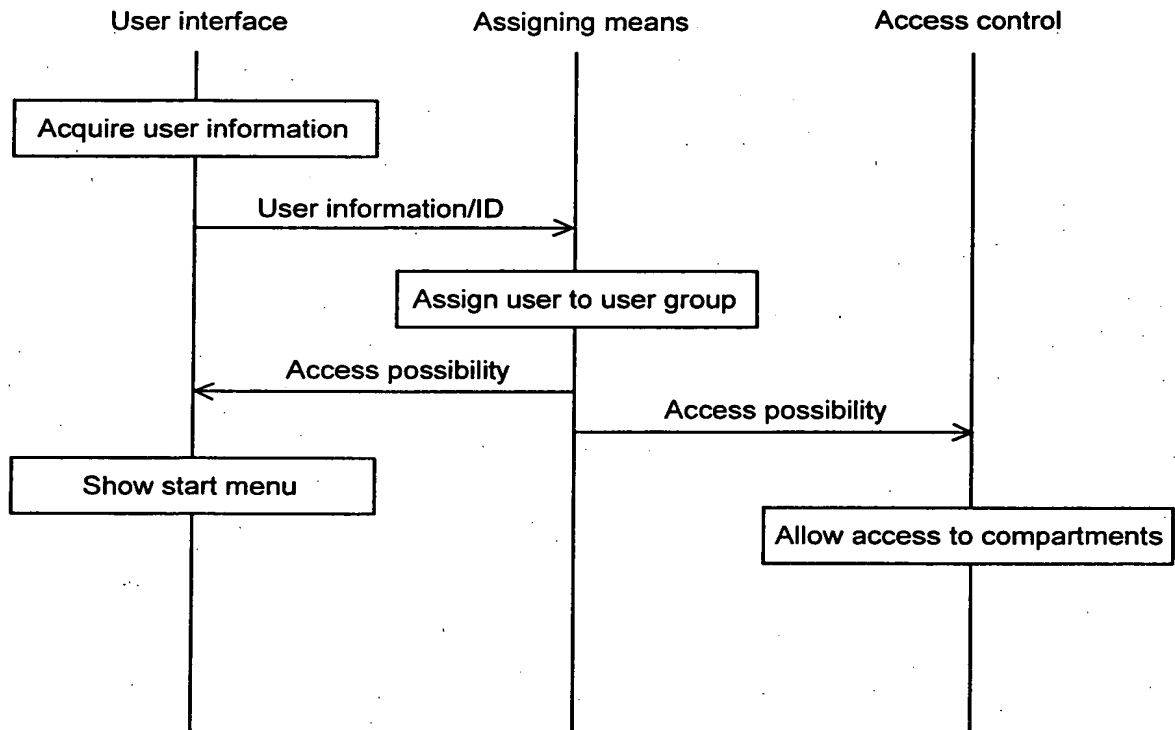 User interface
Assigning means
Access control
Acquire user information
User information/ID
Assign user to user group
Access possibility
Access possibility
Show start menu
Allow access to compartments